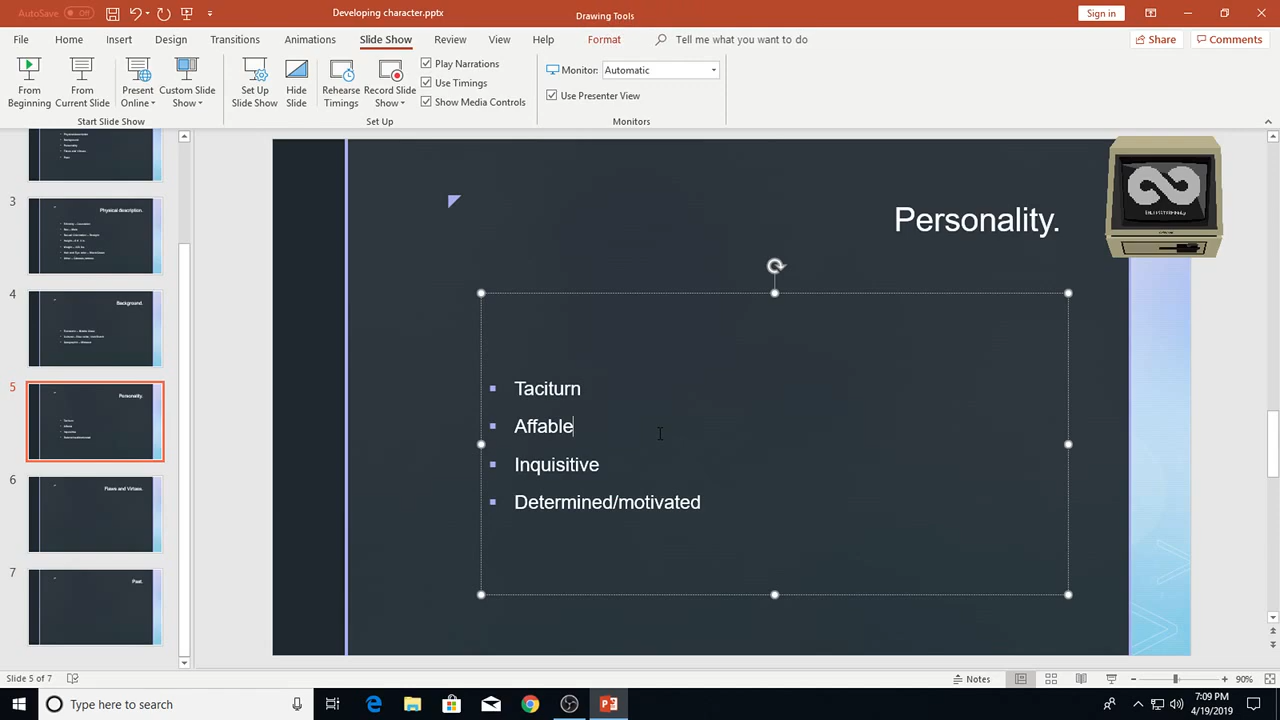 AutoSave Off Developing character.pptx Drawing Tools Sign in
File Home Insert Design Transitions Animations Slide Show Review View Help Format Tell me what you want to do Share Comments
From Beginning
From Current Slide
Present Online
Custom Slide Show
Set Up Slide Show
Hide Slide
Rehearse Timings
Record Slide Show
Play Narrations
Use Timings
Show Media Controls
Monitor: Automatic
Use Presenter View
Start Slide Show Set Up Monitors
3
Physical description.
4
Background.
5
Personality.
Taciturn
Affable
Inquisitive
Determined/motivated
6
Flaws and Virtues.
7
Past.
Personality.
Taciturn
Affable
Inquisitive
Determined/motivated
Slide 5 of 7 Notes 90%
Type here to search
7:09 PM
4/19/2019